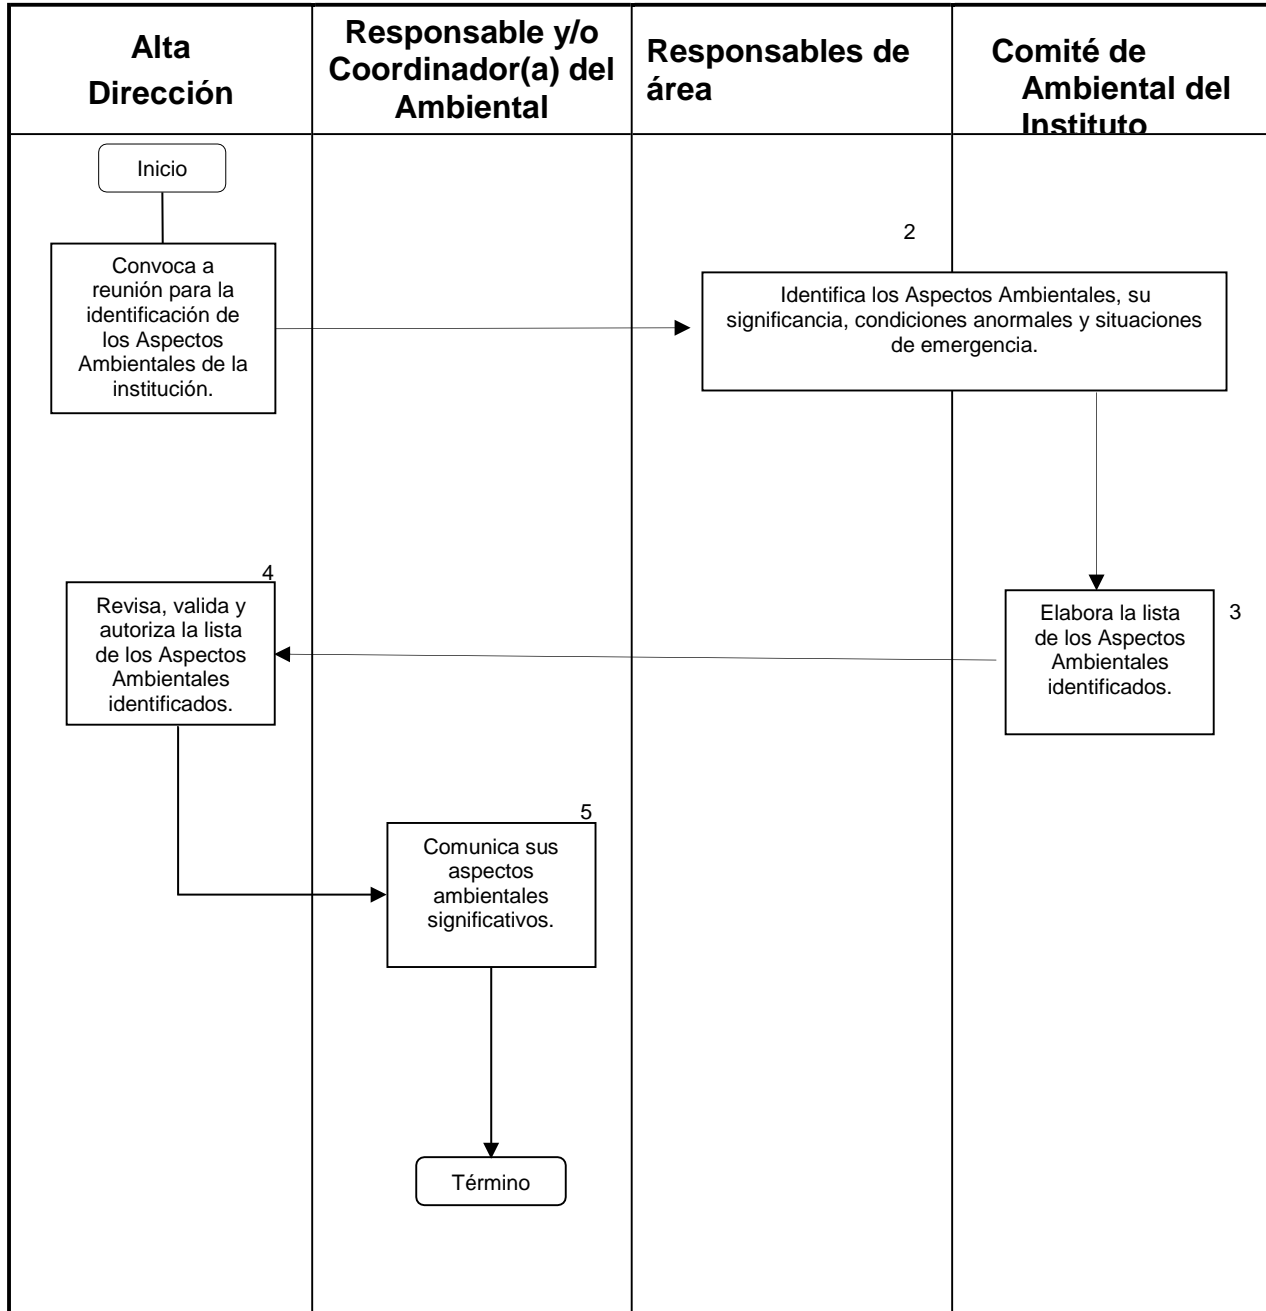 Alta
Dirección
Responsable y/o
Coordinador(a) del
Ambiental
Responsables de
área
Comité de
Ambiental del
Instituto
Inicio
Convoca a
reunión para la
identificación de
los Aspectos
Ambientales de la
institución.
2
Identifica los Aspectos Ambientales, su
significancia, condiciones anormales y situaciones
de emergencia.
4
Revisa, valida y
autoriza la lista
de los Aspectos
Ambientales
identificados.
3
Elabora la lista
de los Aspectos
Ambientales
identificados.
5
Comunica sus
aspectos
ambientales
significativos.
Término